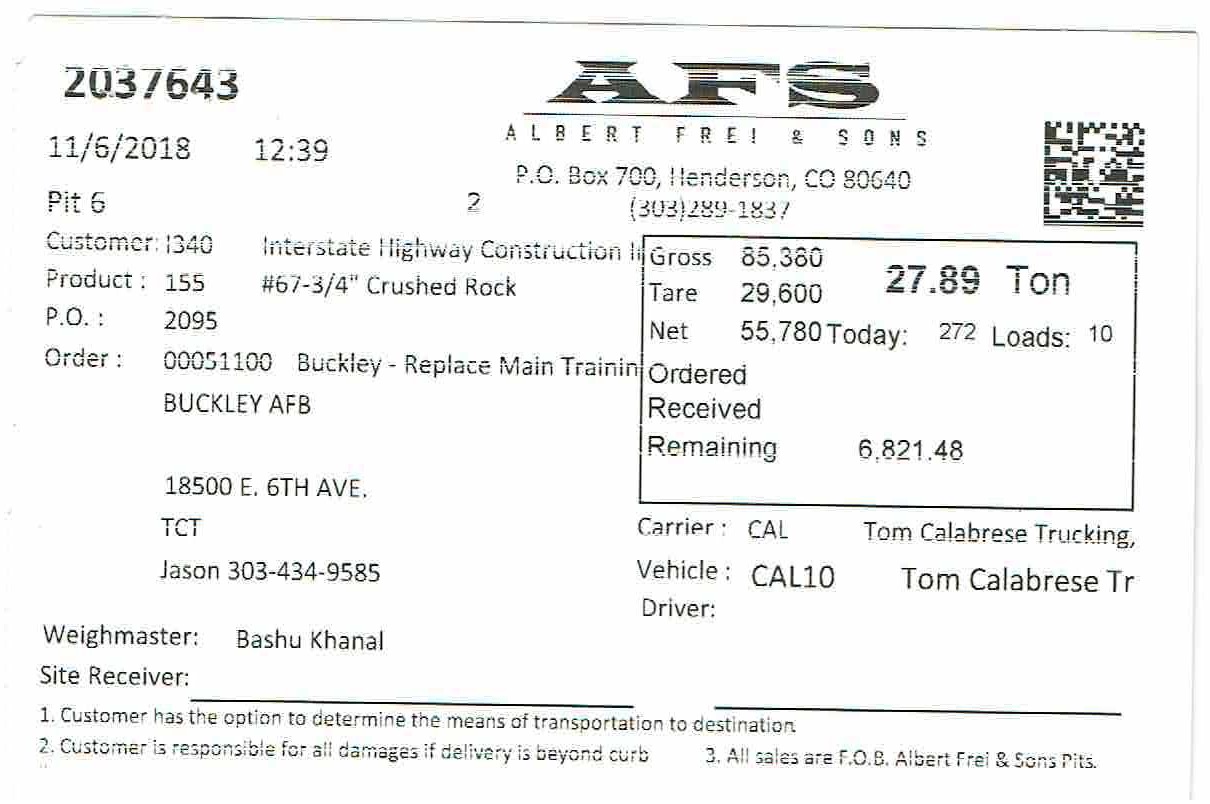 2037643
AFS
ALBERT FREI & SONS
11/6/2018 12:39
P.O. Box 700, Henderson, CO 80640
Pit 6 2
(303)289-1837
Customer: I340 Interstate Highway Construction I
Gross 85,380
27.89 Ton
Product : 155 #67-3/4" Crushed Rock
Tare 29,600
P.O. : 2095
Net 55,780 Today: 272 Loads: 10
Order : 00051100 Buckley - Replace Main Trainin
Ordered
BUCKLEY AFB
Received
Remaining 6,821.48
18500 E. 6TH AVE.
TCT
Carrier : CAL Tom Calabrese Trucking,
Jason 303-434-9585
Vehicle : CAL10 Tom Calabrese Tr
Driver:
Weighmaster: Bashu Khanal
Site Receiver:
1. Customer has the option to determine the means of transportation to destination
2. Customer is responsible for all damages if delivery is beyond curb 3. All sales are F.O.B. Albert Frei & Sons Pits.